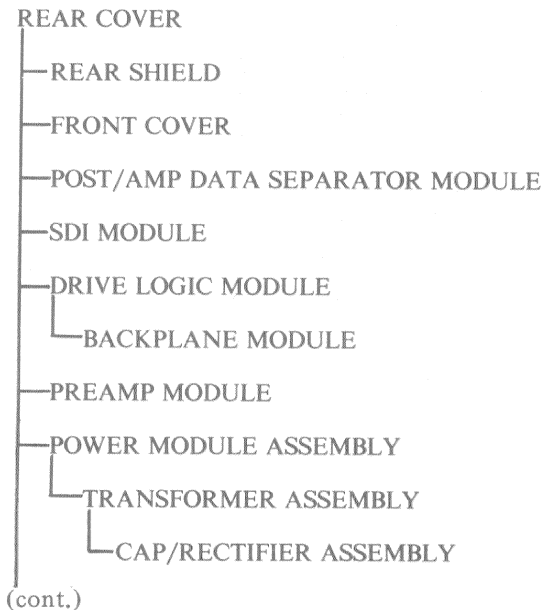 REAR COVER
REAR SHIELD
FRONT COVER
POST/AMP DATA SEPARATOR MODULE
SDI MODULE
DRIVE LOGIC MODULE
BACKPLANE MODULE
PREAMP MODULE
POWER MODULE ASSEMBLY
TRANSFORMER ASSEMBLY
CAP/RECTIFIER ASSEMBLY
(cont.)